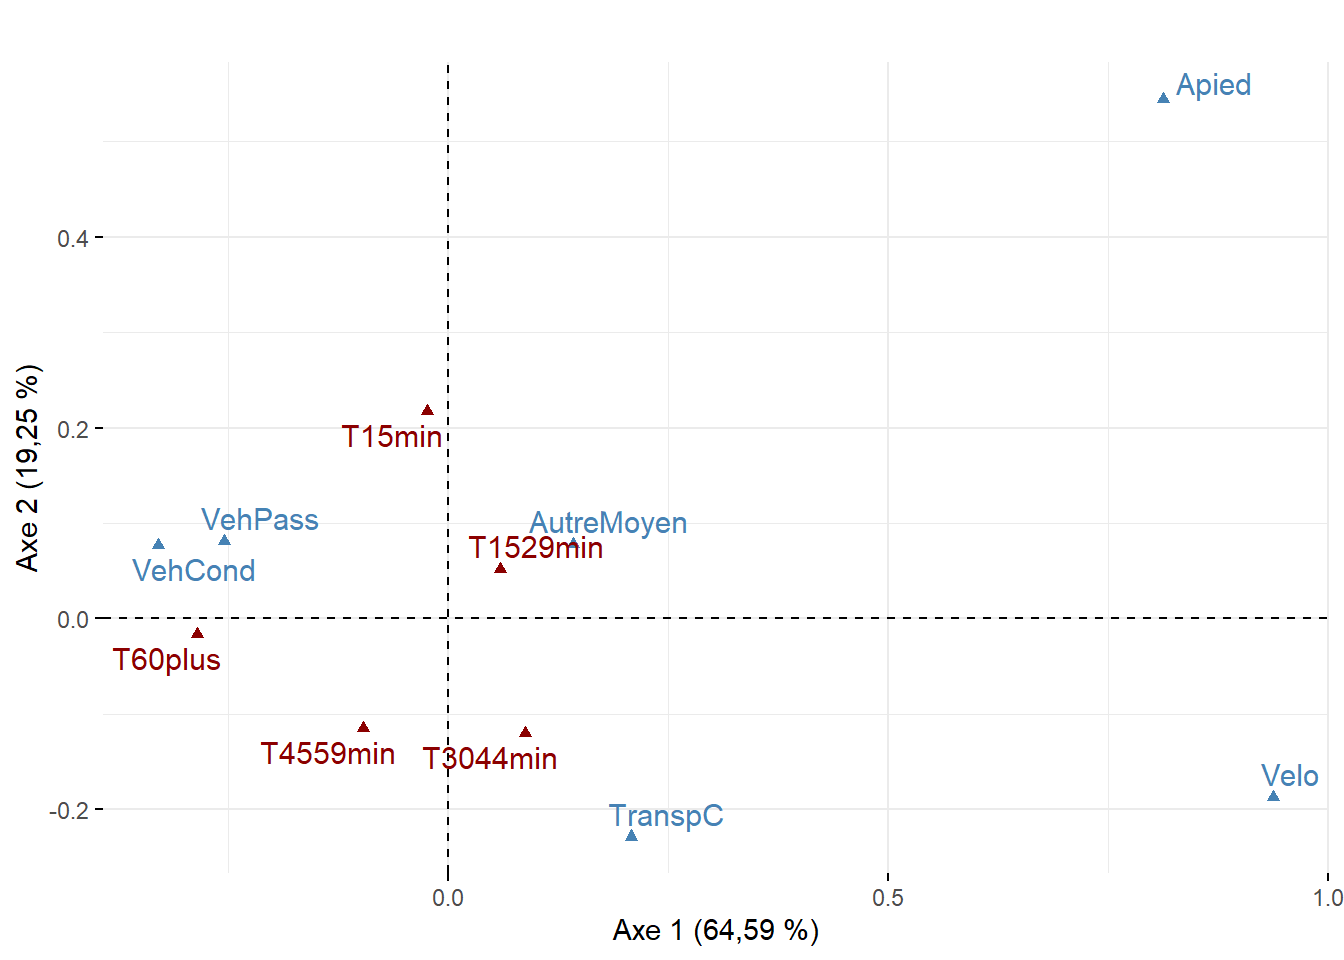 Apied
0.4
T15min
0.2
VehPass
AutreMoyen
T1529min
VehCond
0.0
T60plus
T4559min
T3044min
Velo
-0.2
TranspC
0.0
0.5
1.0
Axe 1 (64,59 %)
Axe 2 (19,25 %)